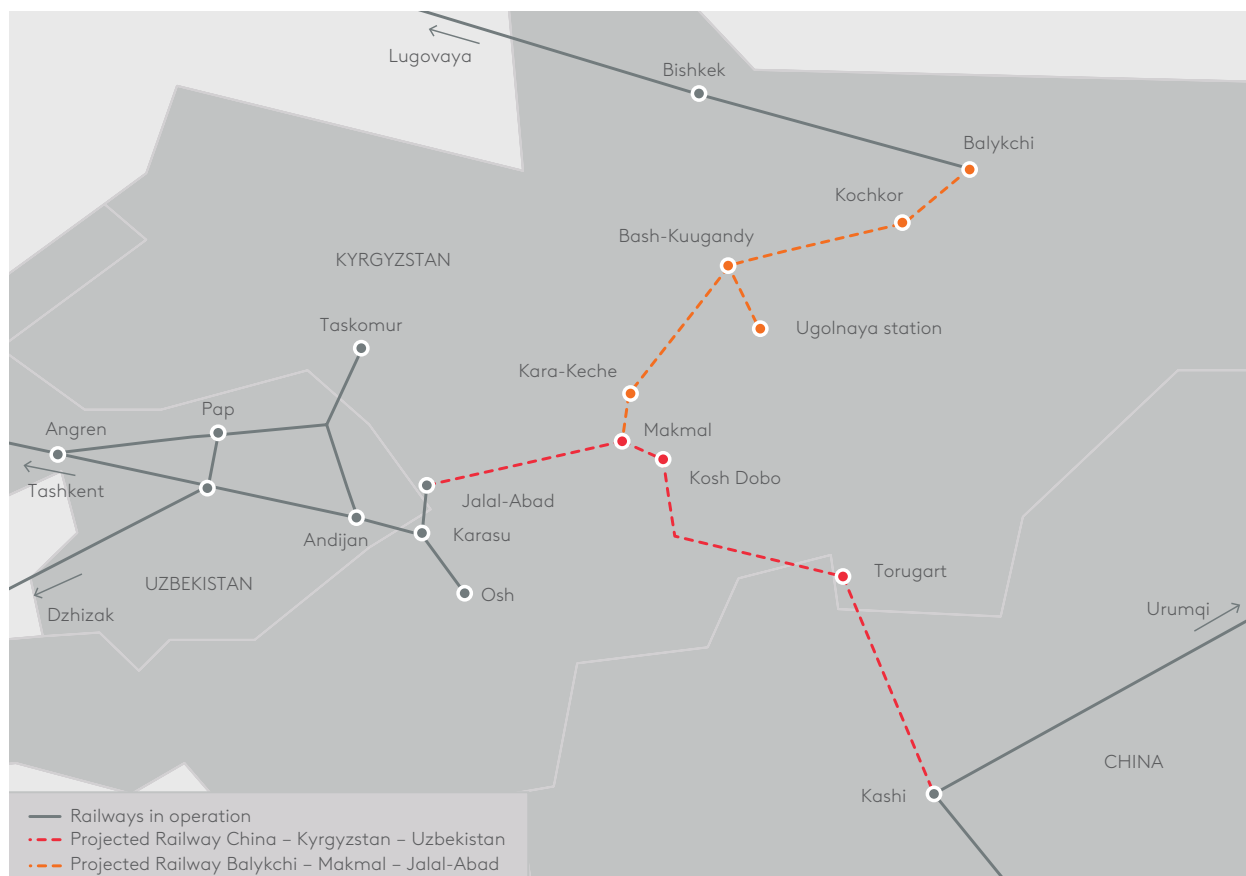 Lugovaya
Bishkek
Balykchi
Kochkor
Bash-Kuugandy
KYRGYZSTAN
Taskomur
Ugolnaya station
Kara-Keche
Pap
Angren
Makmal
Kosh Dobo
Tashkent
Jalal-Abad
Andijan
Karasu
Torugart
UZBEKISTAN
Osh
Dzhizak
Urumqi
CHINA
Kashi
Railways in operation
Projected Railway China – Kyrgyzstan – Uzbekistan
Projected Railway Balykchi – Makmal – Jalal-Abad